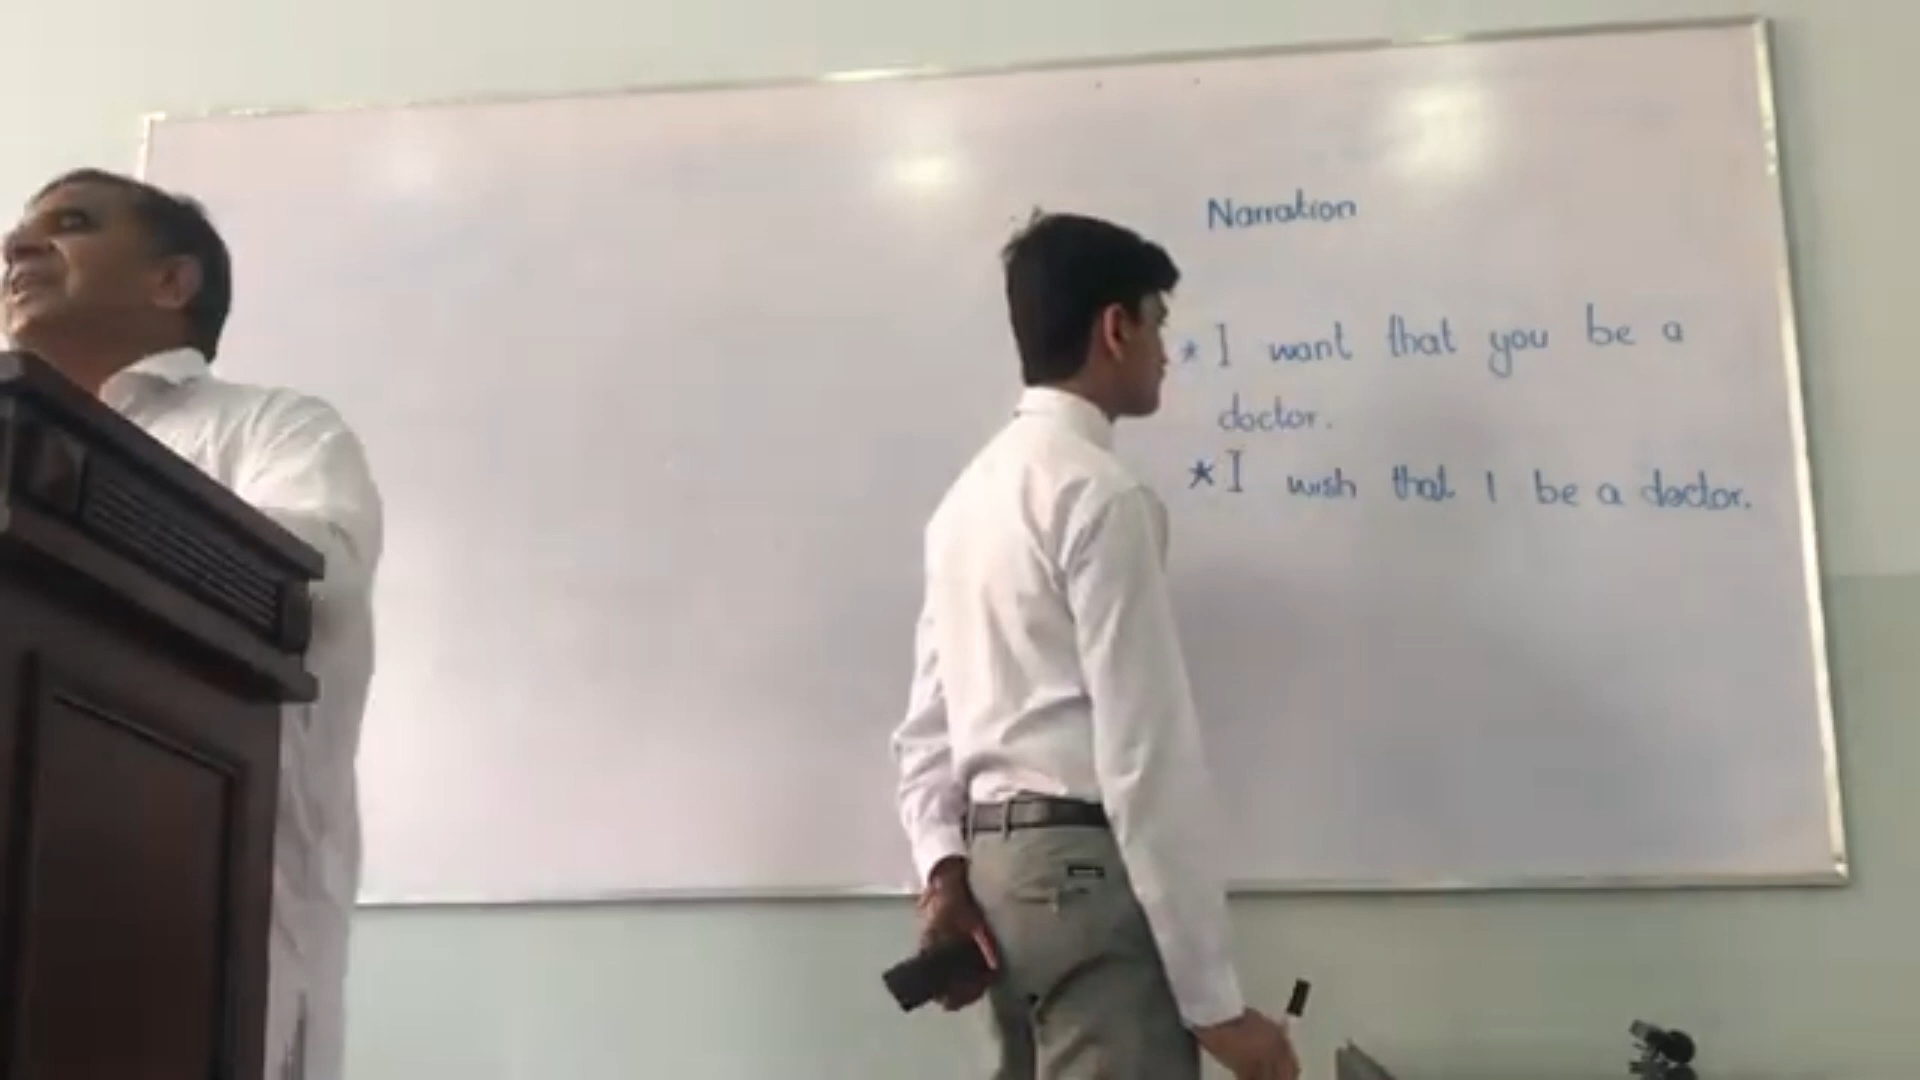 Narration
* I want that you be a
doctor.
* I wish that I be a doctor.